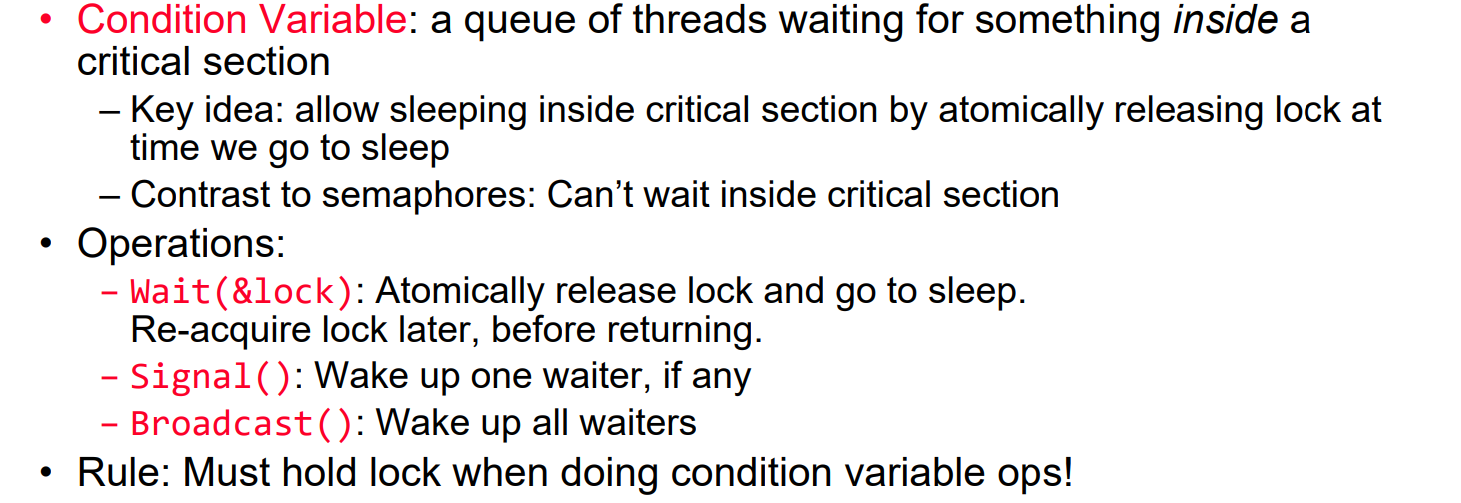 • Condition Variable: a queue of threads waiting for something inside a
critical section
– Key idea: allow sleeping inside critical section by atomically releasing lock at
time we go to sleep
– Contrast to semaphores: Can’t wait inside critical section
• Operations:
– Wait(&lock): Atomically release lock and go to sleep.
Re-acquire lock later, before returning.
– Signal(): Wake up one waiter, if any
– Broadcast(): Wake up all waiters
• Rule: Must hold lock when doing condition variable ops!